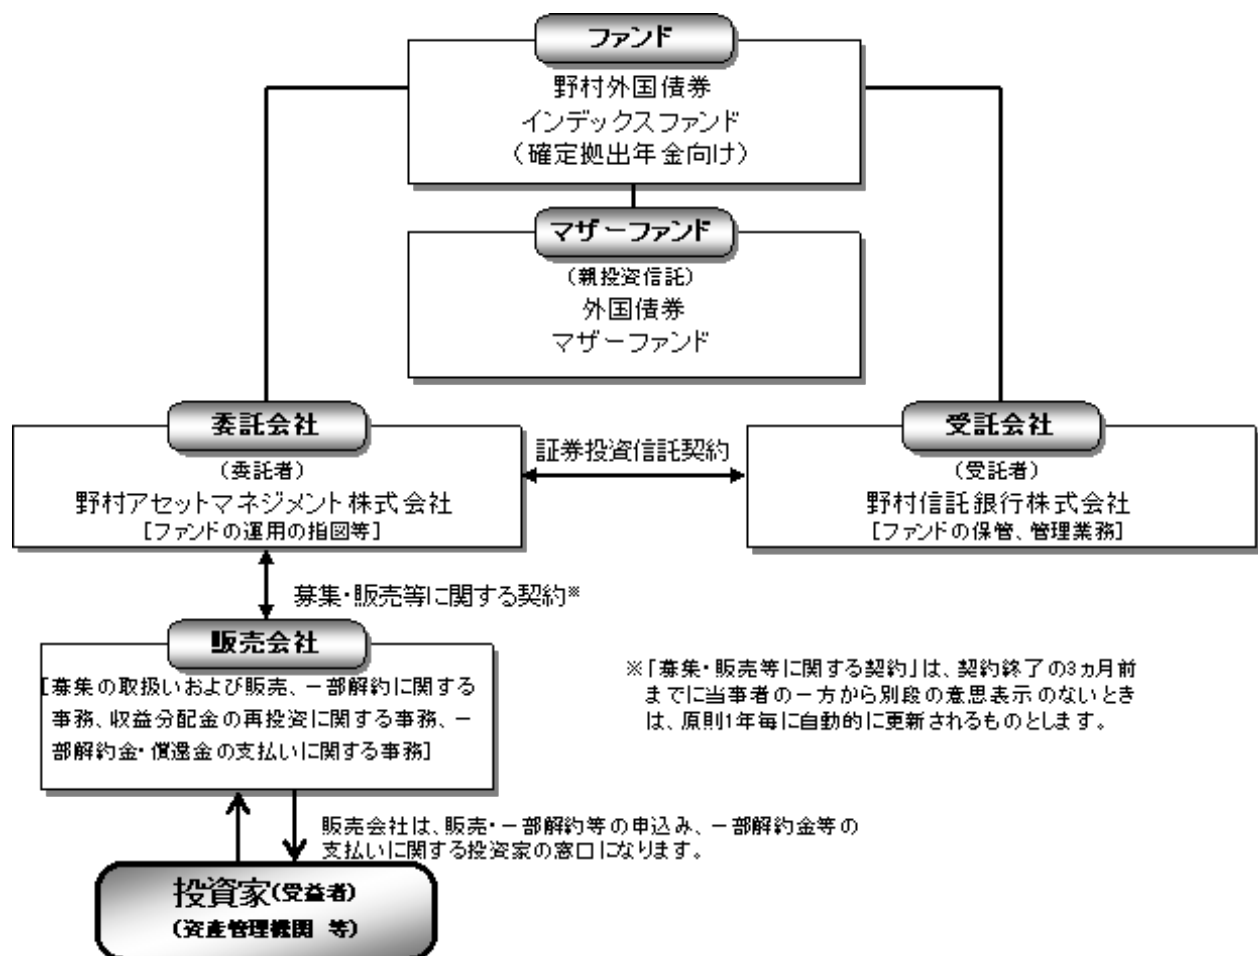 ファンド
野村外国債券
インデックスファンド
（確定拠出年金向け）
マザーファンド
（親投資信託）
外国債券
マザーファンド
委託会社
（委託者）
野村アセットマネジメント株式会社
［ファンドの運用の指図等］
証券投資信託契約
受託会社
（受託者）
野村信託銀行株式会社
［ファンドの保管、管理業務］
募集・販売等に関する契約※
販売会社
［募集の取扱いおよび販売、一部解約に関する
事務、収益分配金の再投資に関する事務、一
部解約金・償還金の支払いに関する事務］
※「募集・販売等に関する契約」は、契約終了の3ヵ月前
までに当事者の一方から別段の意思表示のないとき
は、原則1年毎に自動的に更新されるものとします。
販売会社は、販売・一部解約等の申込み、一部解約金等の
支払いに関する投資家の窓口になります。
投資家（受益者）
（資産管理機関 等）